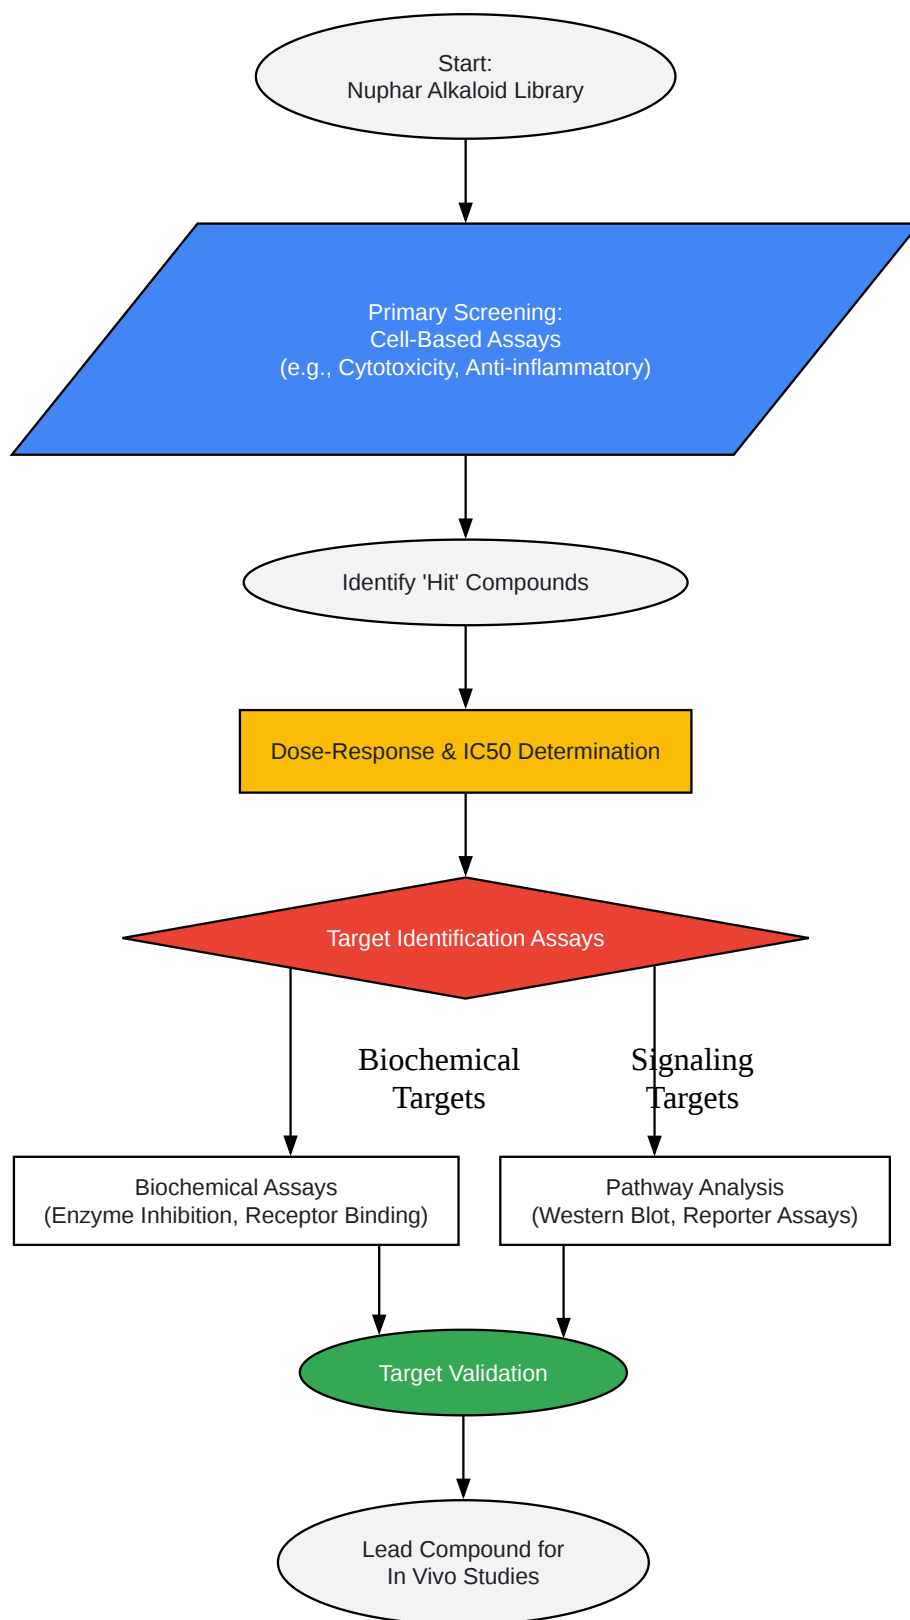 Start:
Nuphar Alkaloid Library
Primary Screening:
Cell-Based Assays
(e.g., Cytotoxicity, Anti-inflammatory)
Identify 'Hit' Compounds
Dose-Response & IC50 Determination
Target Identification Assays
Biochemical
Targets
Signaling
Targets
Biochemical Assays
(Enzyme Inhibition, Receptor Binding)
Pathway Analysis
(Western Blot, Reporter Assays)
Target Validation
Lead Compound for
In Vivo Studies